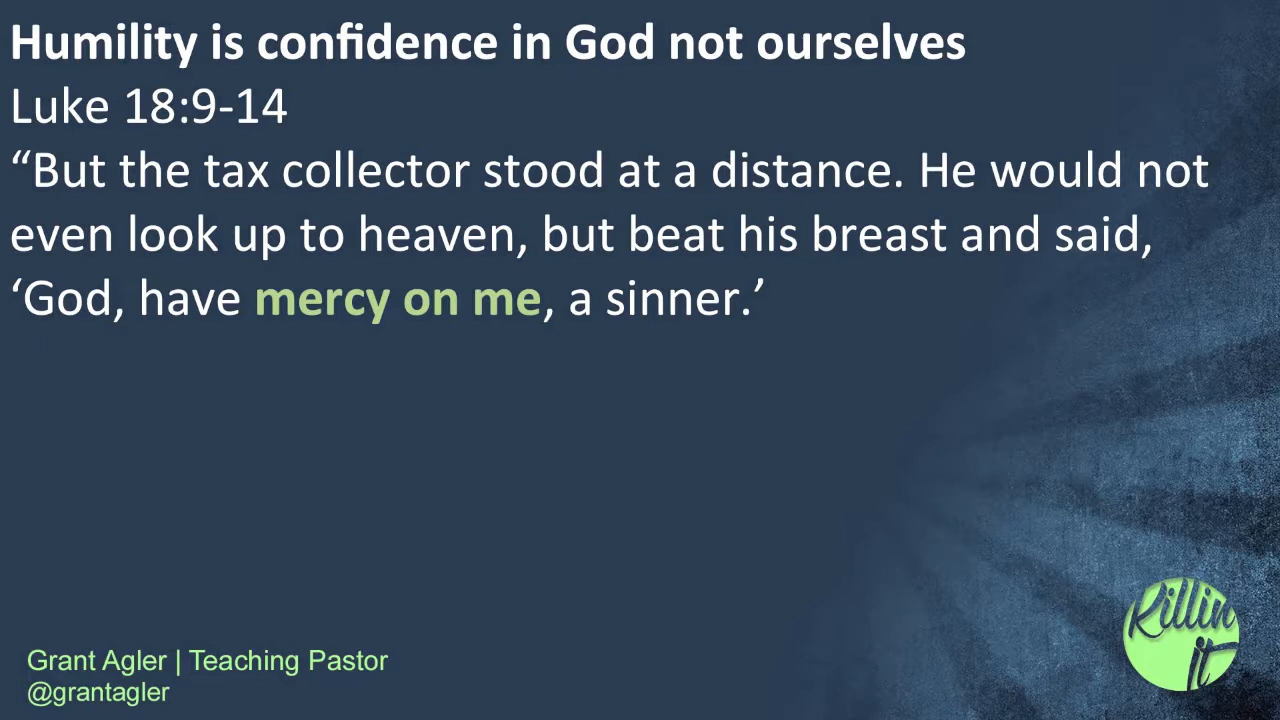 Humility is confidence in God not ourselves
Luke 18:9-14
“But the tax collector stood at a distance. He would not
even look up to heaven, but beat his breast and said,
‘God, have mercy on me, a sinner.’
Killin
it
Grant Agler | Teaching Pastor
@grantagler